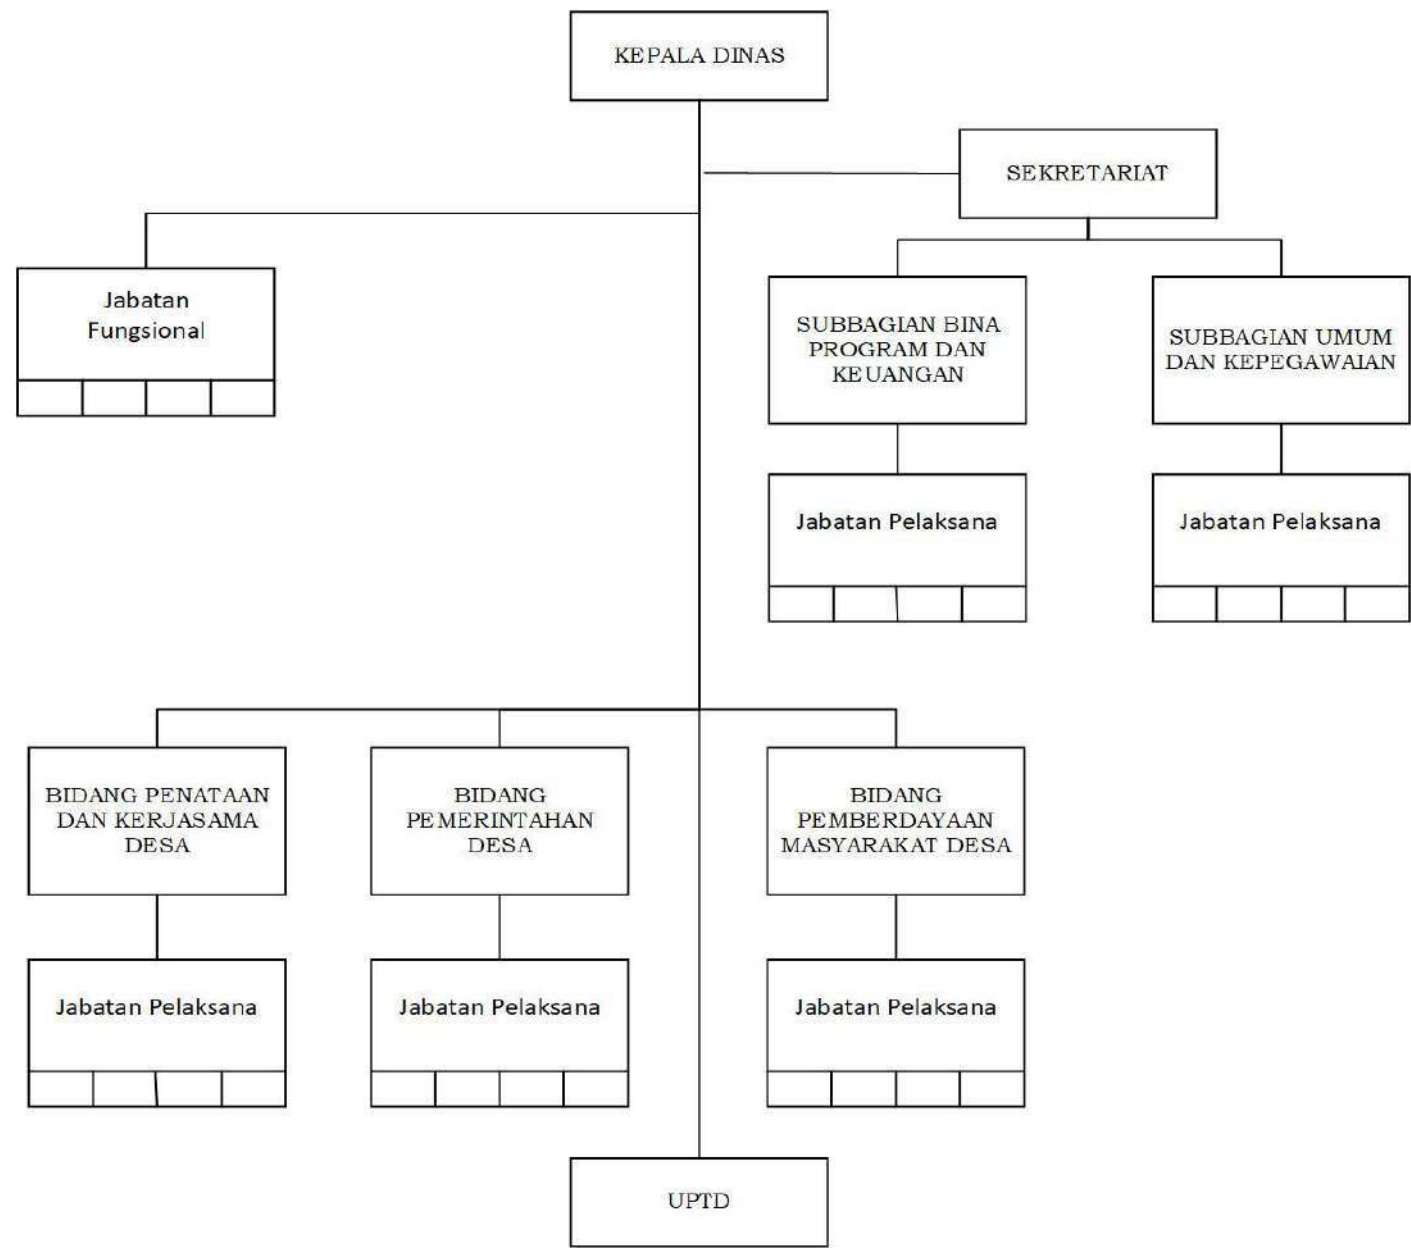 KEPALA DINAS
SEKRETARIAT
Jabatan
Fungsional
SUBBAGIAN BINA
PROGRAM DAN
KEUANGAN
SUBBAGIAN UMUM
DAN KEPEGAWAIAN
Jabatan Pelaksana
Jabatan Pelaksana
BIDANG PENATAAN
DAN KERJASAMA
DESA
BIDANG
PEMERINTAHAN
DESA
BIDANG
PEMBERDAYAAN
MASYARAKAT DESA
Jabatan Pelaksana
Jabatan Pelaksana
Jabatan Pelaksana
UPTD